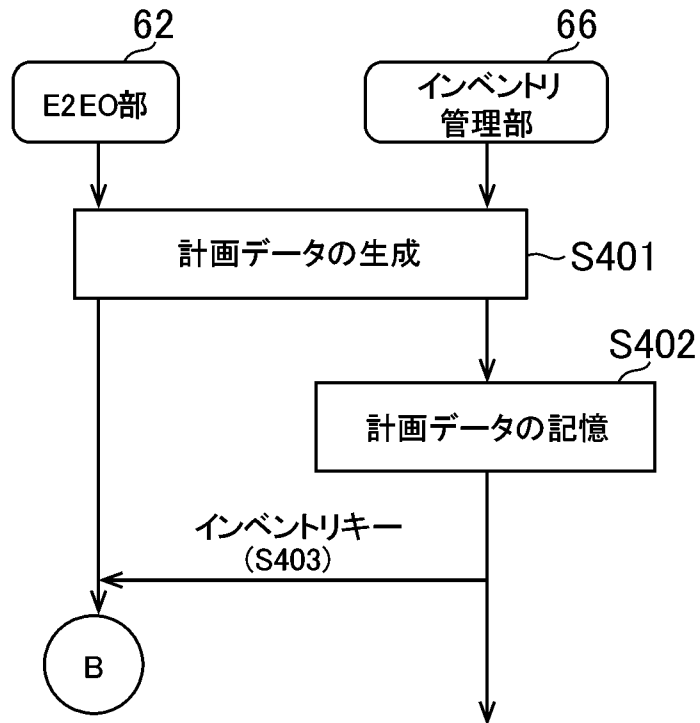 62
66
E2EO部
インベントリ
管理部
計画データの生成
S401
S402
計画データの記憶
インベントリキー
(S403)
B